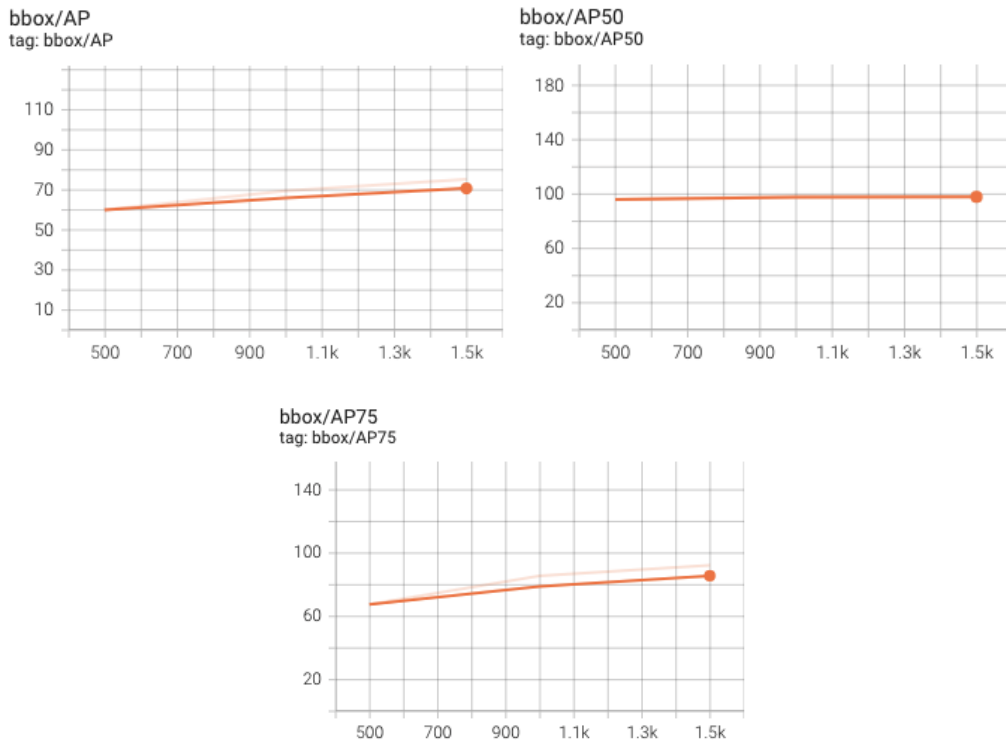 bbox/AP
tag: bbox/AP
110
90
70
50
30
10
500 700 900 1.1k 1.3k 1.5k
bbox/AP50
tag: bbox/AP50
180
140
100
60
20
500 700 900 1.1k 1.3k 1.5k
bbox/AP75
tag: bbox/AP75
140
100
60
20
500 700 900 1.1k 1.3k 1.5k